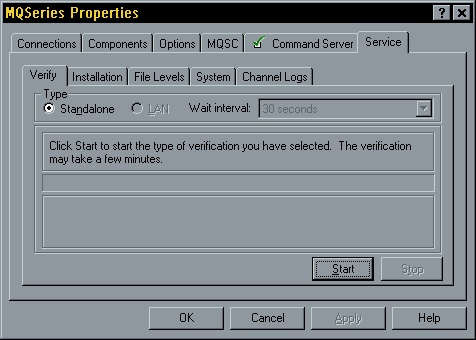 MQSeries Properties
? X
Connections Components Options MQSC Command Server Service
Verify Installation File Levels System Channel Logs
Type
Standalone LAN Wait interval: 30 seconds
Click Start to start the type of verification you have selected. The verification
may take a few minutes.
Start Stop
OK Cancel Apply Help